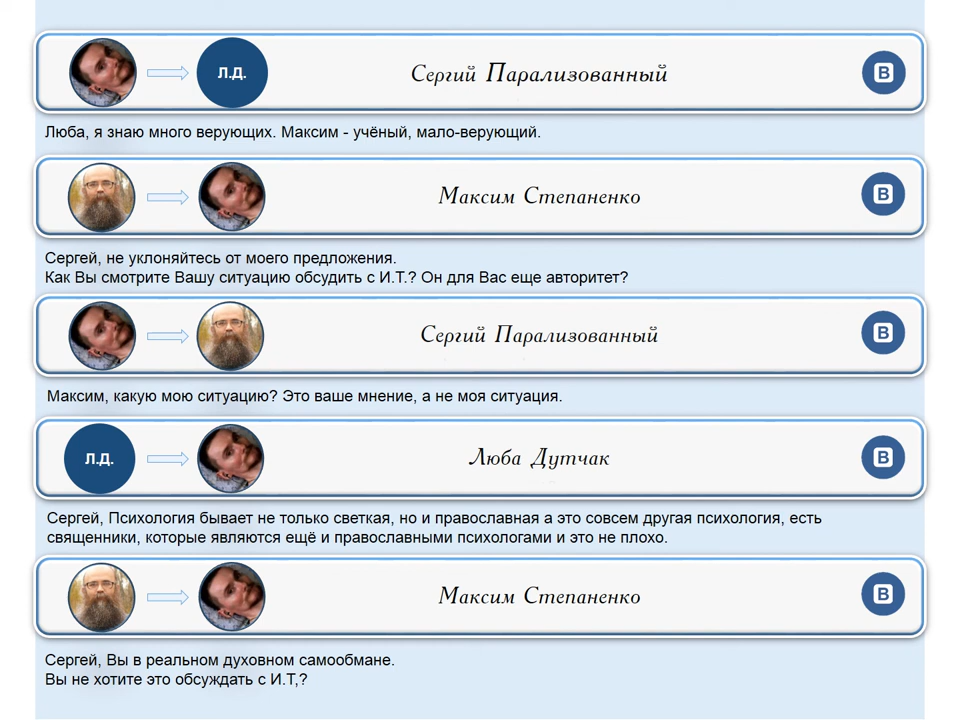 Л.Д.
Сергий Парализованный
В
Люба, я знаю много верующих. Максим - учёный, мало-верующий.
Максим Степаненко
В
Сергей, не уклоняйтесь от моего предложения.
Как Вы смотрите Вашу ситуацию обсудить с И.Т.? Он для Вас еще авторитет?
Сергий Парализованный
В
Максим, какую мою ситуацию? Это ваше мнение, а не моя ситуация.
Л.Д.
Люба Дутчак
В
Сергей, Психология бывает не только светкая, но и православная а это совсем другая психология, есть
священники, которые являются ещё и православными психологами и это не плохо.
Максим Степаненко
В
Сергей, Вы в реальном духовном самообмане.
Вы не хотите это обсуждать с И.Т,?